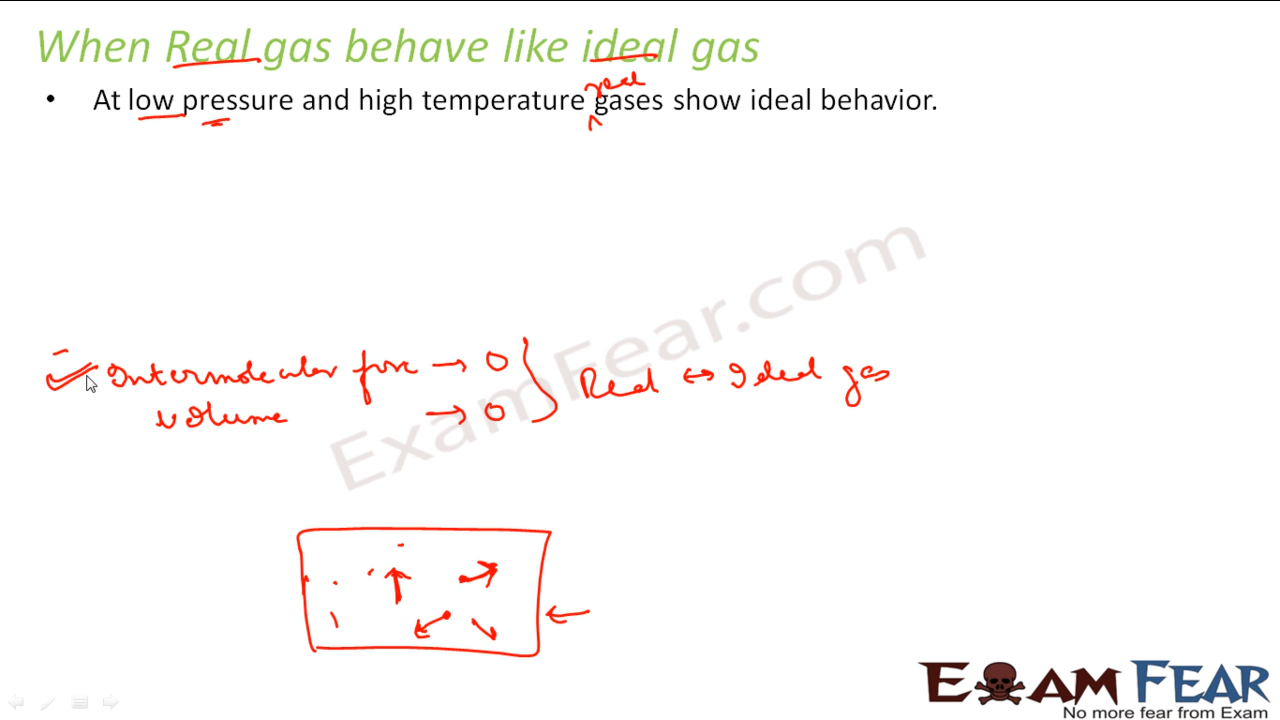 When Real gas behave like ideal gas
real
• At low pressure and high temperature gases show ideal behavior.
Intermolecular force → 0
volume → 0
Real ↔ Ideal gas
ExamFear.com
EXAM FEAR
No more fear from Exam